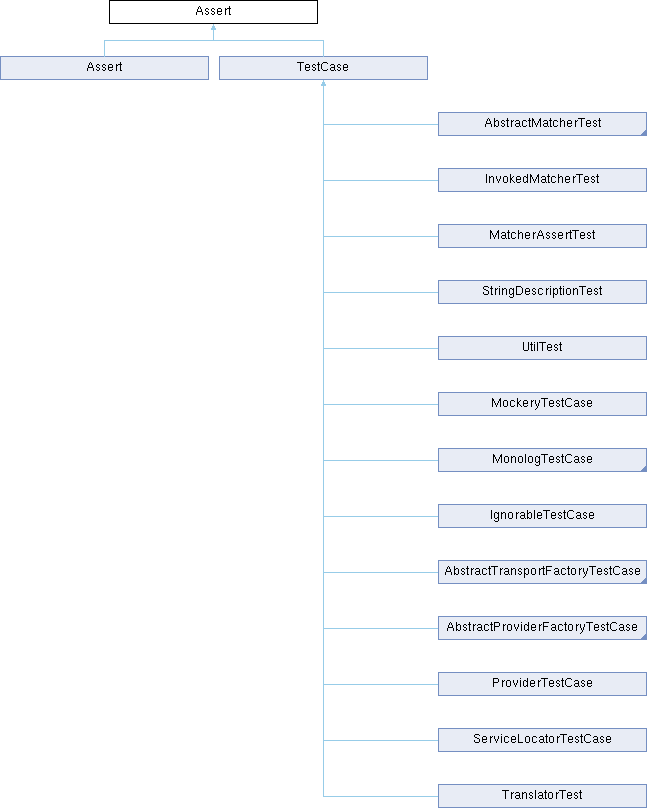 Assert
Assert
TestCase
AbstractMatcherTest
InvokedMatcherTest
MatcherAssertTest
StringDescriptionTest
UtilTest
MockeryTestCase
MonologTestCase
IgnorableTestCase
AbstractTransportFactoryTestCase
AbstractProviderFactoryTestCase
ProviderTestCase
ServiceLocatorTestCase
TranslatorTest